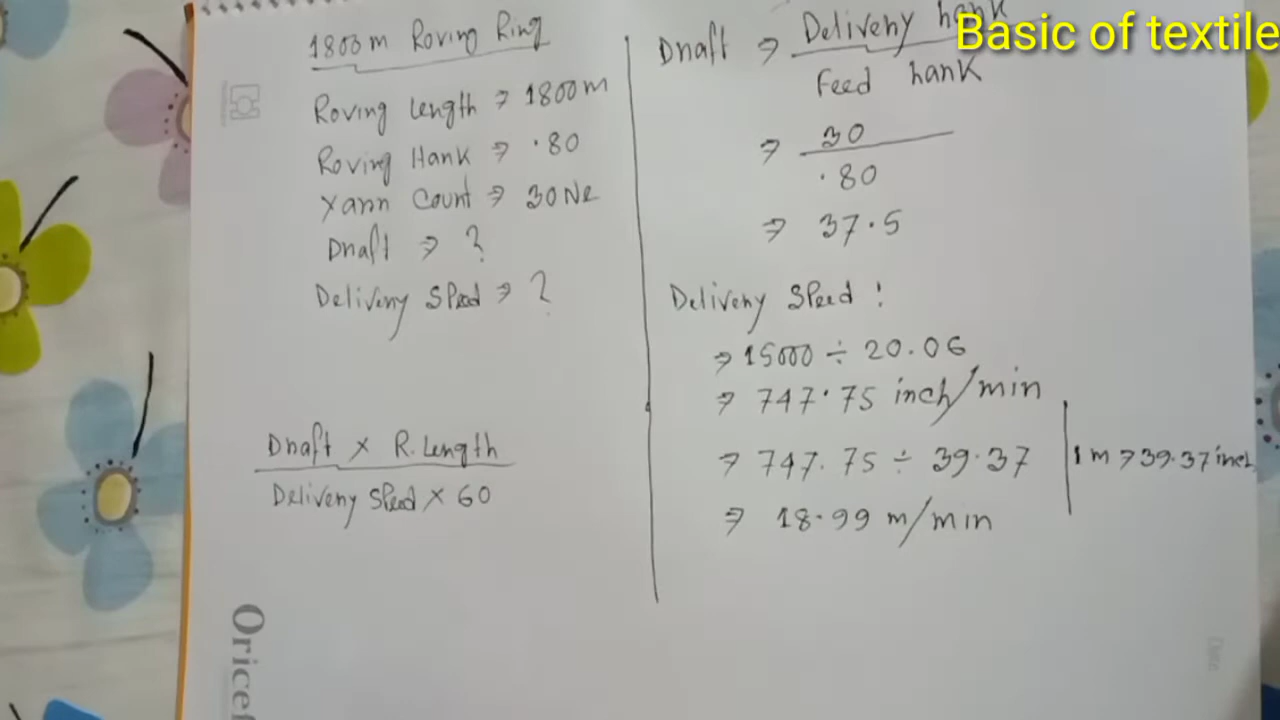 Basic of textile
1800m Roving Ring
Roving Length ⇒ 1800m
Roving Hank ⇒ .80
Yarn Count ⇒ 30Ne
Draft ⇒ ?
Delivery Speed ⇒ ?
Draft × R. Length
Delivery Speed × 60
Draft ⇒ Delivery hank
Feed hank
⇒ 30
.80
⇒ 37.5
Delivery Speed :
⇒ 15000 ÷ 20.06
⇒ 747.75 inch/min
⇒ 747.75 ÷ 39.37
1 m ⇒ 39.37 inch
⇒ 18.99 m/min
Date